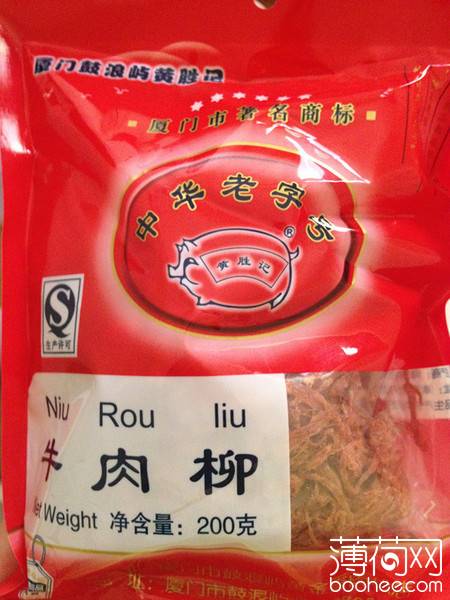 厦门鼓浪屿黄胜记
厦门市著名商标
中华老字号
®
黄胜记
生产许可
Niu Rou liu
牛肉柳
Net Weight 净含量：200克
址：厦门市鼓浪屿
薄荷网
boohee.com